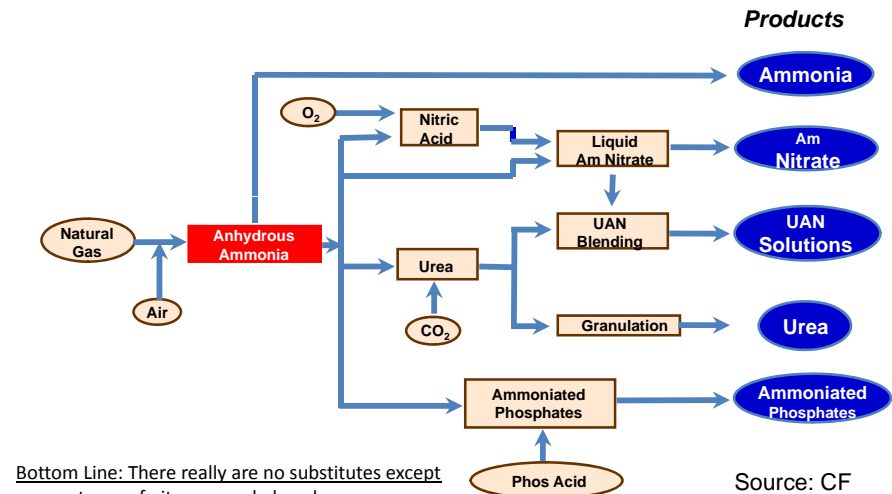 Products
Ammonia
O₂
Nitric
Acid
Liquid
Am Nitrate
Am
Nitrate
Natural
Gas
Anhydrous
Ammonia
UAN
Blending
UAN
Solutions
Urea
Air
CO₂
Granulation
Urea
Ammoniated
Phosphates
Ammoniated
Phosphates
Bottom Line: There really are no substitutes except
Phos Acid
Source: CF